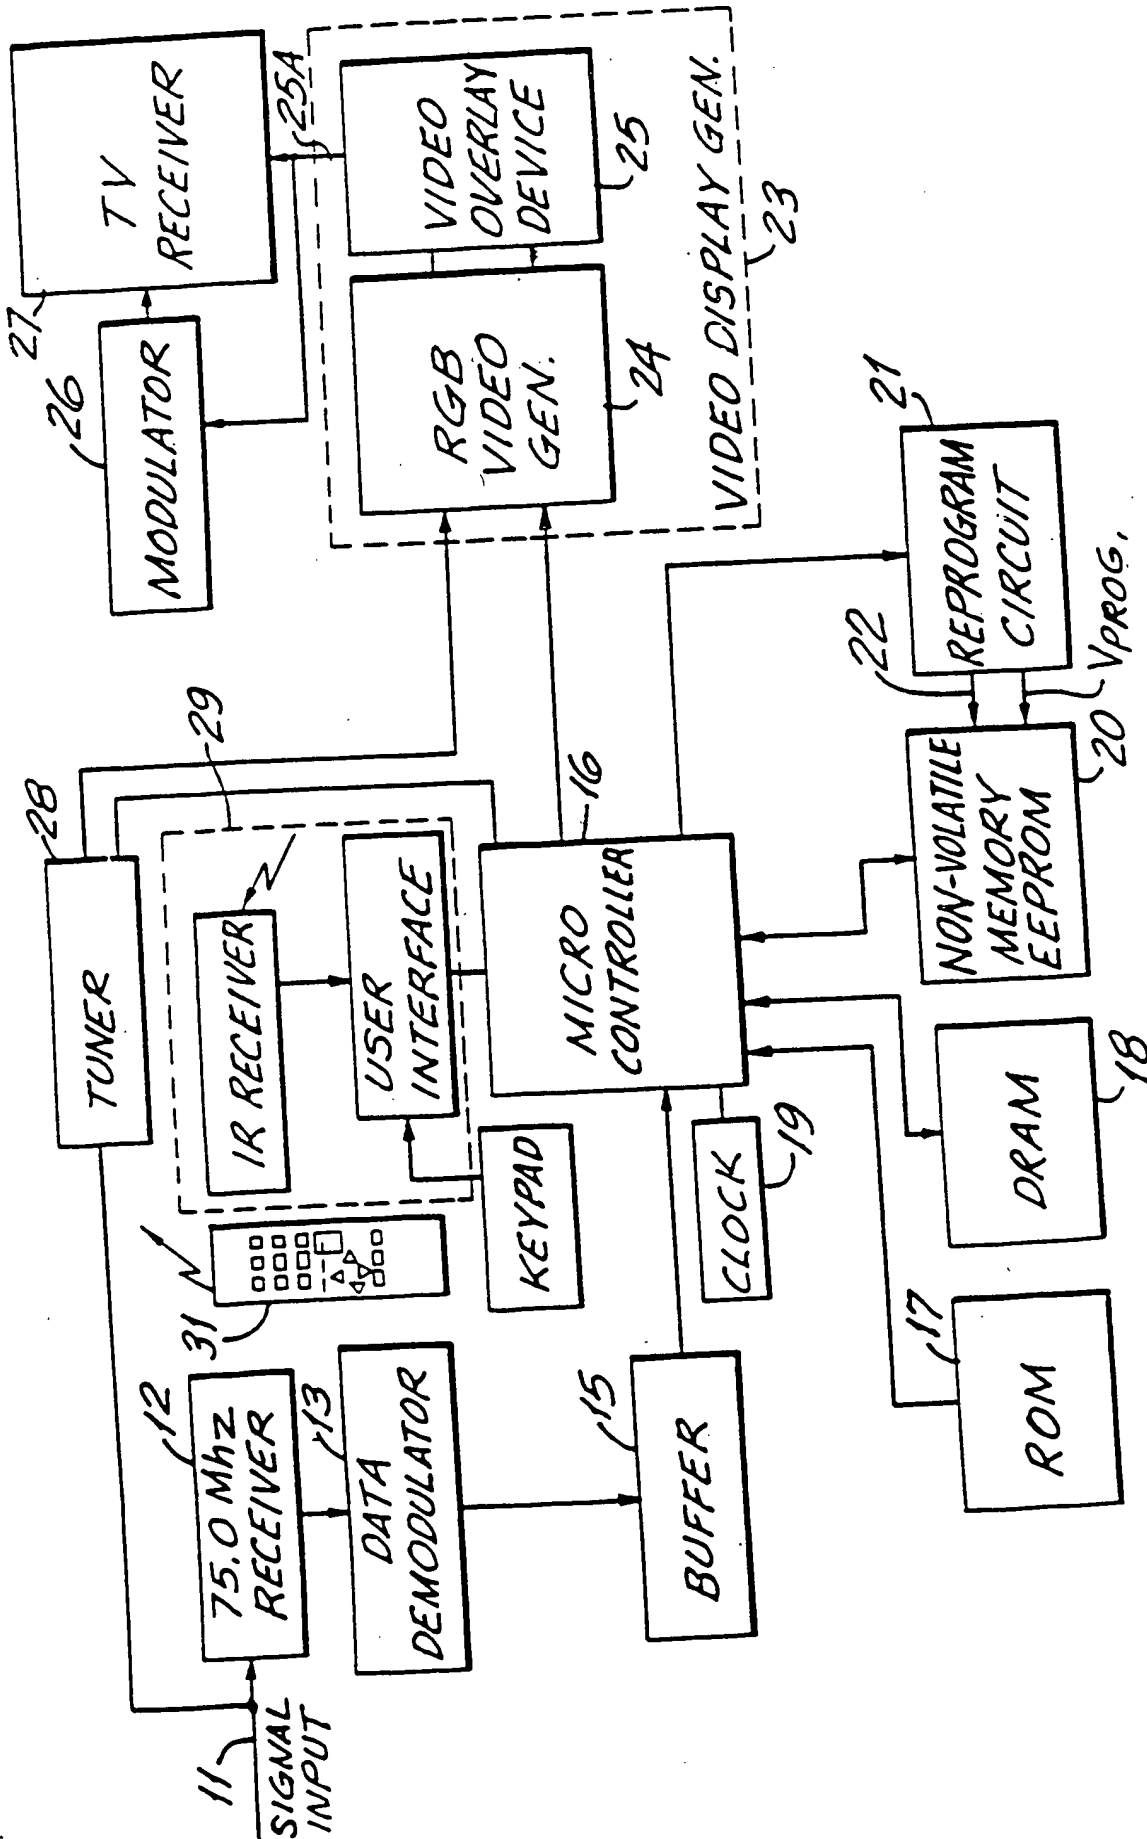 11
SIGNAL
INPUT
12
75.0 Mhz
RECEIVER
13
DATA
DEMODULATOR
15
BUFFER
31
28
TUNER
29
IR RECEIVER
USER
INTERFACE
KEYPAD
16
MICRO
CONTROLLER
CLOCK
19
17
ROM
DRAM
18
NON-VOLATILE
MEMORY
EEPROM
20
22
VPROG.
21
REPROGRAM
CIRCUIT
26
MODULATOR
27
TV
RECEIVER
25A
RGB
VIDEO
GEN.
24
VIDEO
OVERLAY
DEVICE
25
VIDEO DISPLAY GEN.
23